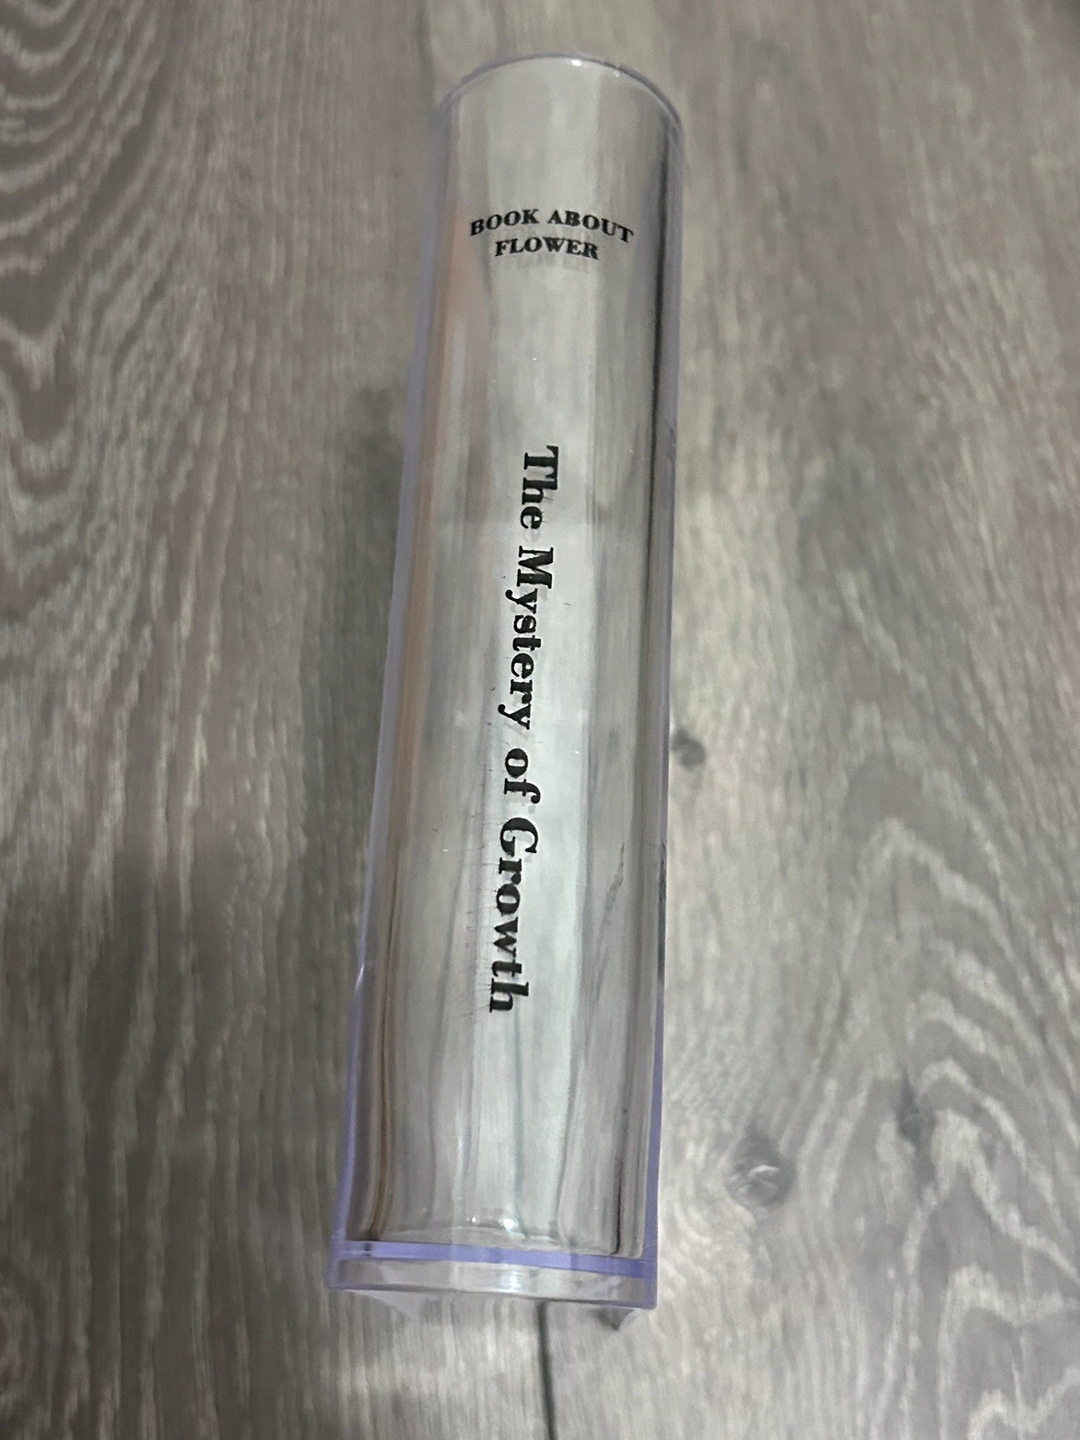 BOOK ABOUT
FLOWER
The Mystery of Growth